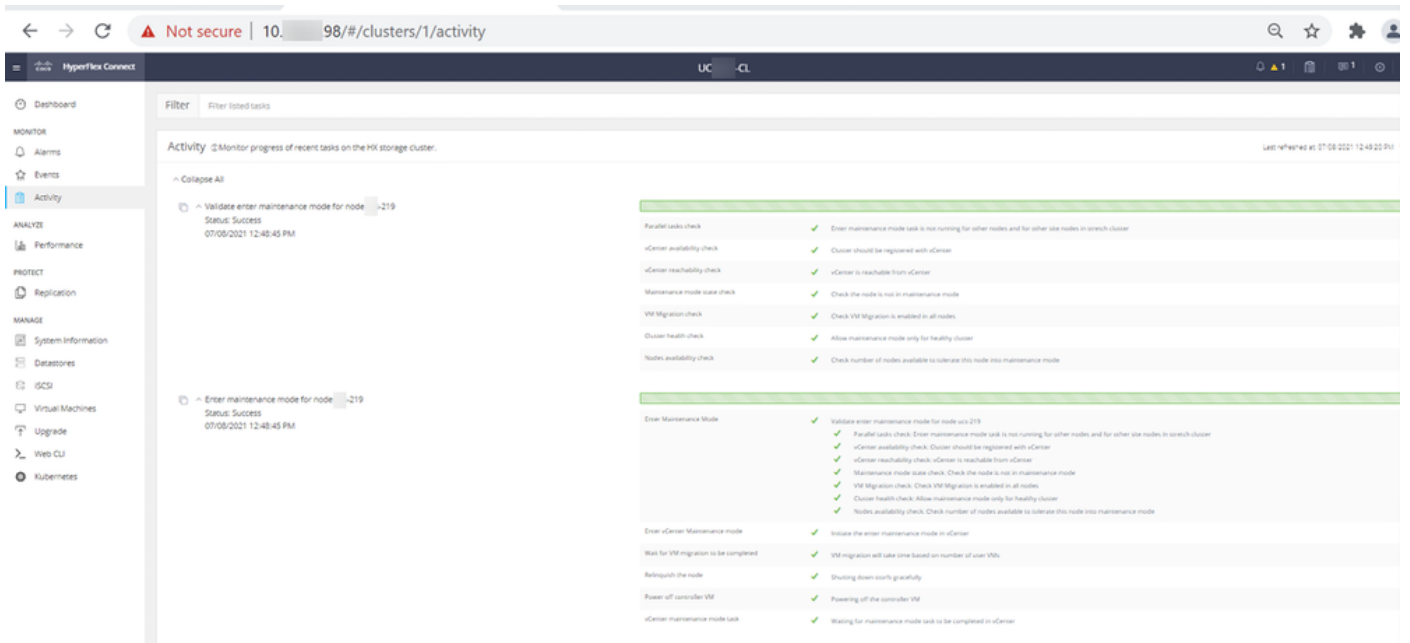 Not secure | 10. 98/#/clusters/1/activity
HyperFlex Connect
UC -CL
1
1
Dashboard
Filter Filter listed tasks
MONITOR
Alarms
Activity Monitor progress of recent tasks on the HX storage cluster.
Last refreshed at: 07/08/2021 12:49:20 PM
Events
Collapse All
Activity
Validate enter maintenance mode for node -219
Status: Success
07/08/2021 12:48:45 PM
Parallel tasks check Enter maintenance mode task is not running for other nodes and for other site nodes in stretch cluster
vCenter availability check Cluster should be registered with vCenter
vCenter reachability check vCenter is reachable from vCenter
Maintenance mode state check Check the node is not in maintenance mode
VM Migration check Check VM Migration is enabled in all nodes
Cluster health check Allow maintenance mode only for healthy cluster
Nodes availability check Check number of nodes available to tolerate this node into maintenance mode
ANALYZE
Performance
PROTECT
Replication
MANAGE
System Information
Datastores
iSCSI
Virtual Machines
Upgrade
Web CLI
Kubernetes
Enter maintenance mode for node -219
Status: Success
07/08/2021 12:48:45 PM
Enter Maintenance Mode Validate enter maintenance mode for node ucs-219
Parallel tasks check: Enter maintenance mode task is not running for other nodes and for other site nodes in stretch cluster
vCenter availability check: Cluster should be registered with vCenter
vCenter reachability check: vCenter is reachable from vCenter
Maintenance mode state check: Check the node is not in maintenance mode
VM Migration check: Check VM Migration is enabled in all nodes
Cluster health check: Allow maintenance mode only for healthy cluster
Nodes availability check: Check number of nodes available to tolerate this node into maintenance mode
Enter vCenter Maintenance mode Initiate the enter maintenance mode in vCenter
Wait for VM migration to be completed VM migration will take time based on number of user VMs
Relinquish the node Shutting down storfs gracefully
Power off controller VM Powering off the controller VM
vCenter maintenance mode task Waiting for maintenance mode task to be completed in vCenter